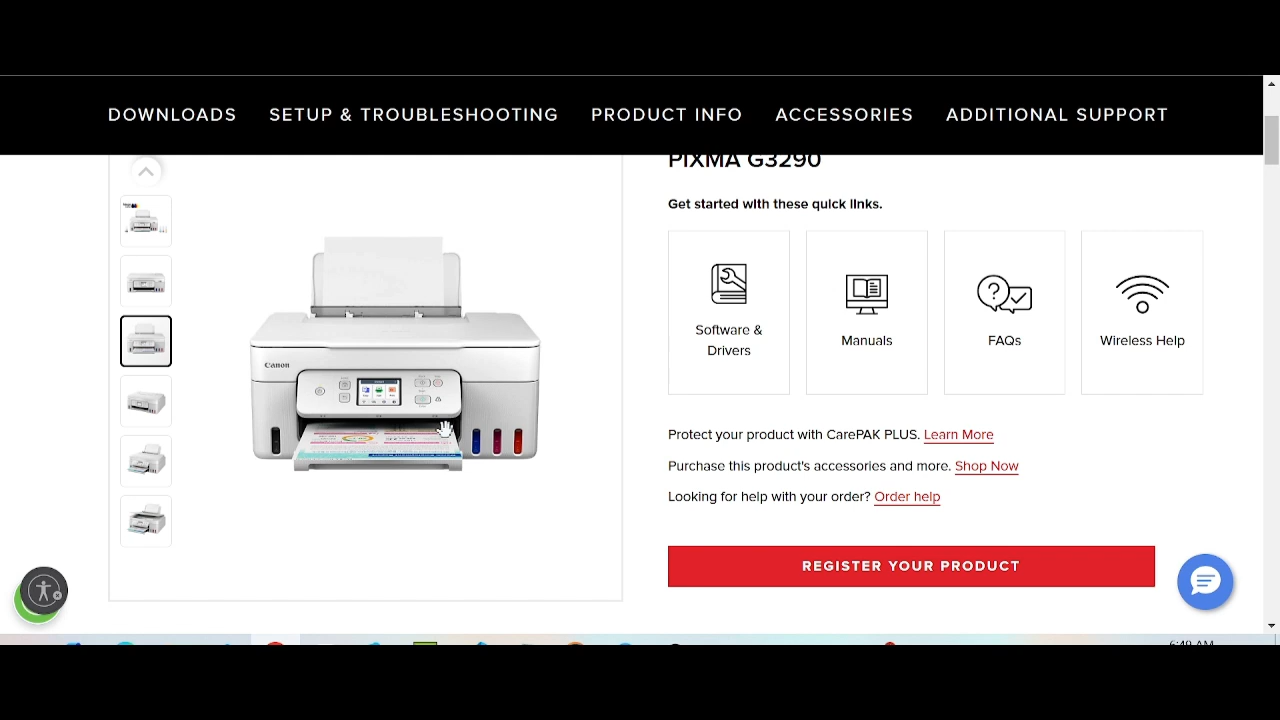 DOWNLOADS SETUP & TROUBLESHOOTING PRODUCT INFO ACCESSORIES ADDITIONAL SUPPORT
PIXMA G3290
Get started with these quick links.
Software &
Drivers
Manuals
FAQs
Wireless Help
Canon
Protect your product with CarePAK PLUS. Learn More
Purchase this product's accessories and more. Shop Now
Looking for help with your order? Order help
REGISTER YOUR PRODUCT